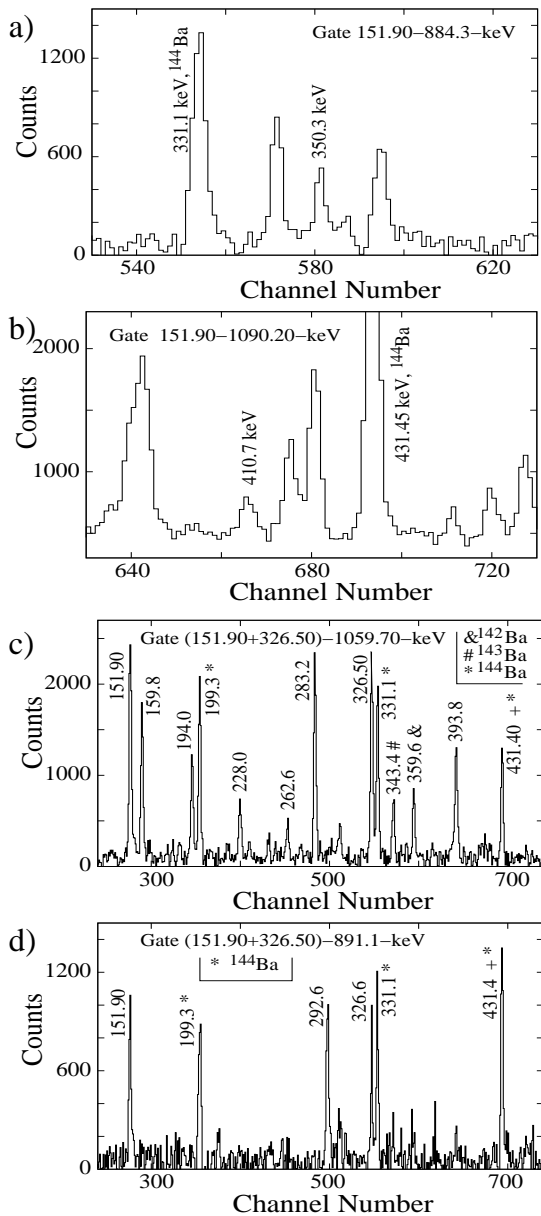 a)
Gate 151.90−884.3−keV
1200
600
0
Counts
331.1 keV, ¹⁴⁴Ba
350.3 keV
540
580
620
Channel Number
b)
Gate 151.90−1090.20−keV
2000
1000
Counts
410.7 keV
431.45 keV, ¹⁴⁴Ba
640
680
720
Channel Number
c)
Gate (151.90+326.50)−1059.70−keV
& ¹⁴²Ba
# ¹⁴³Ba
* ¹⁴⁴Ba
2000
1000
0
Counts
151.90
159.8
194.0
199.3 *
228.0
262.6
283.2
326.50
331.1 *
343.4 #
359.6 &
393.8
431.40 + *
300
500
700
Channel Number
d)
Gate (151.90+326.50)−891.1−keV
* ¹⁴⁴Ba
1200
600
0
Counts
151.90
199.3 *
292.6
326.6
331.1 *
431.4 + *
300
500
700
Channel Number